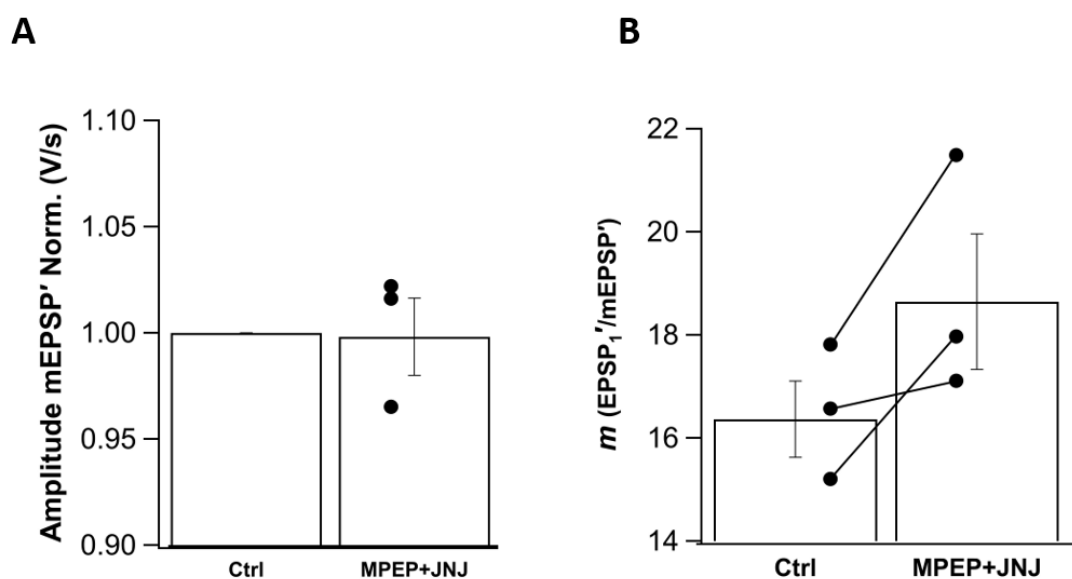 A
B
Amplitude mEPSP′ Norm. (V/s)
1.10
1.05
1.00
0.95
0.90
Ctrl
MPEP+JNJ
m (EPSP₁′/mEPSP′)
22
20
18
16
14
Ctrl
MPEP+JNJ